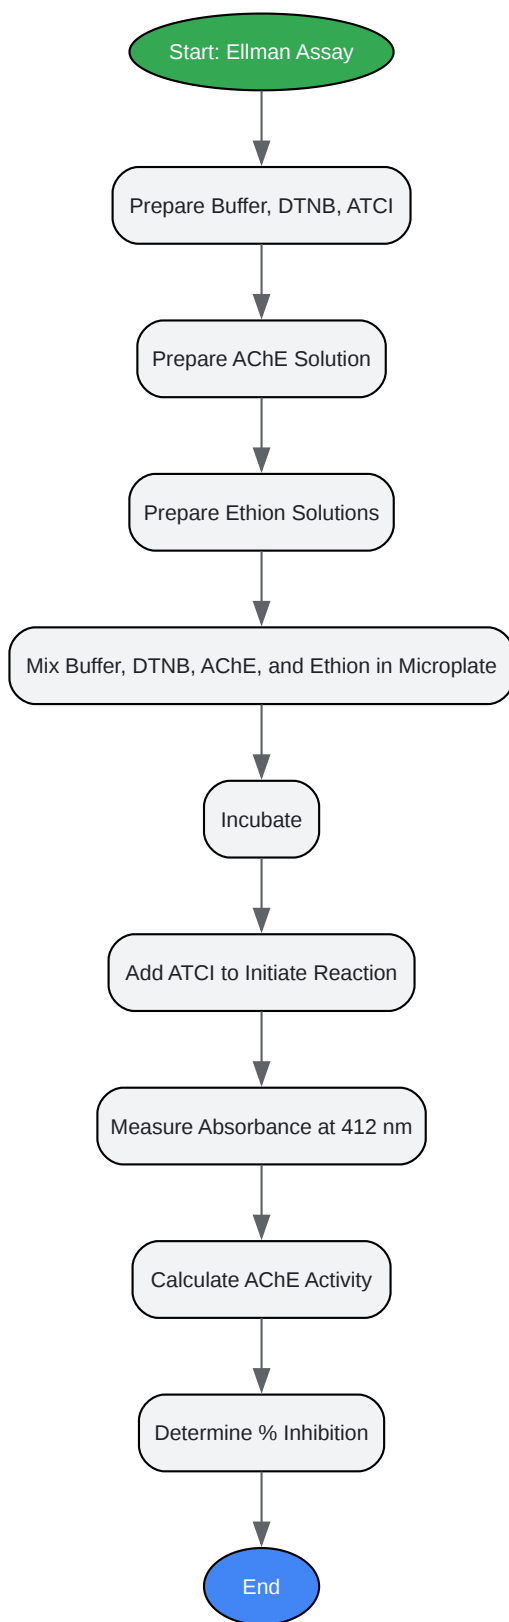 Start: Ellman Assay
Prepare Buffer, DTNB, ATCI
Prepare AChE Solution
Prepare Ethion Solutions
Mix Buffer, DTNB, AChE, and Ethion in Microplate
Incubate
Add ATCI to Initiate Reaction
Measure Absorbance at 412 nm
Calculate AChE Activity
Determine % Inhibition
End